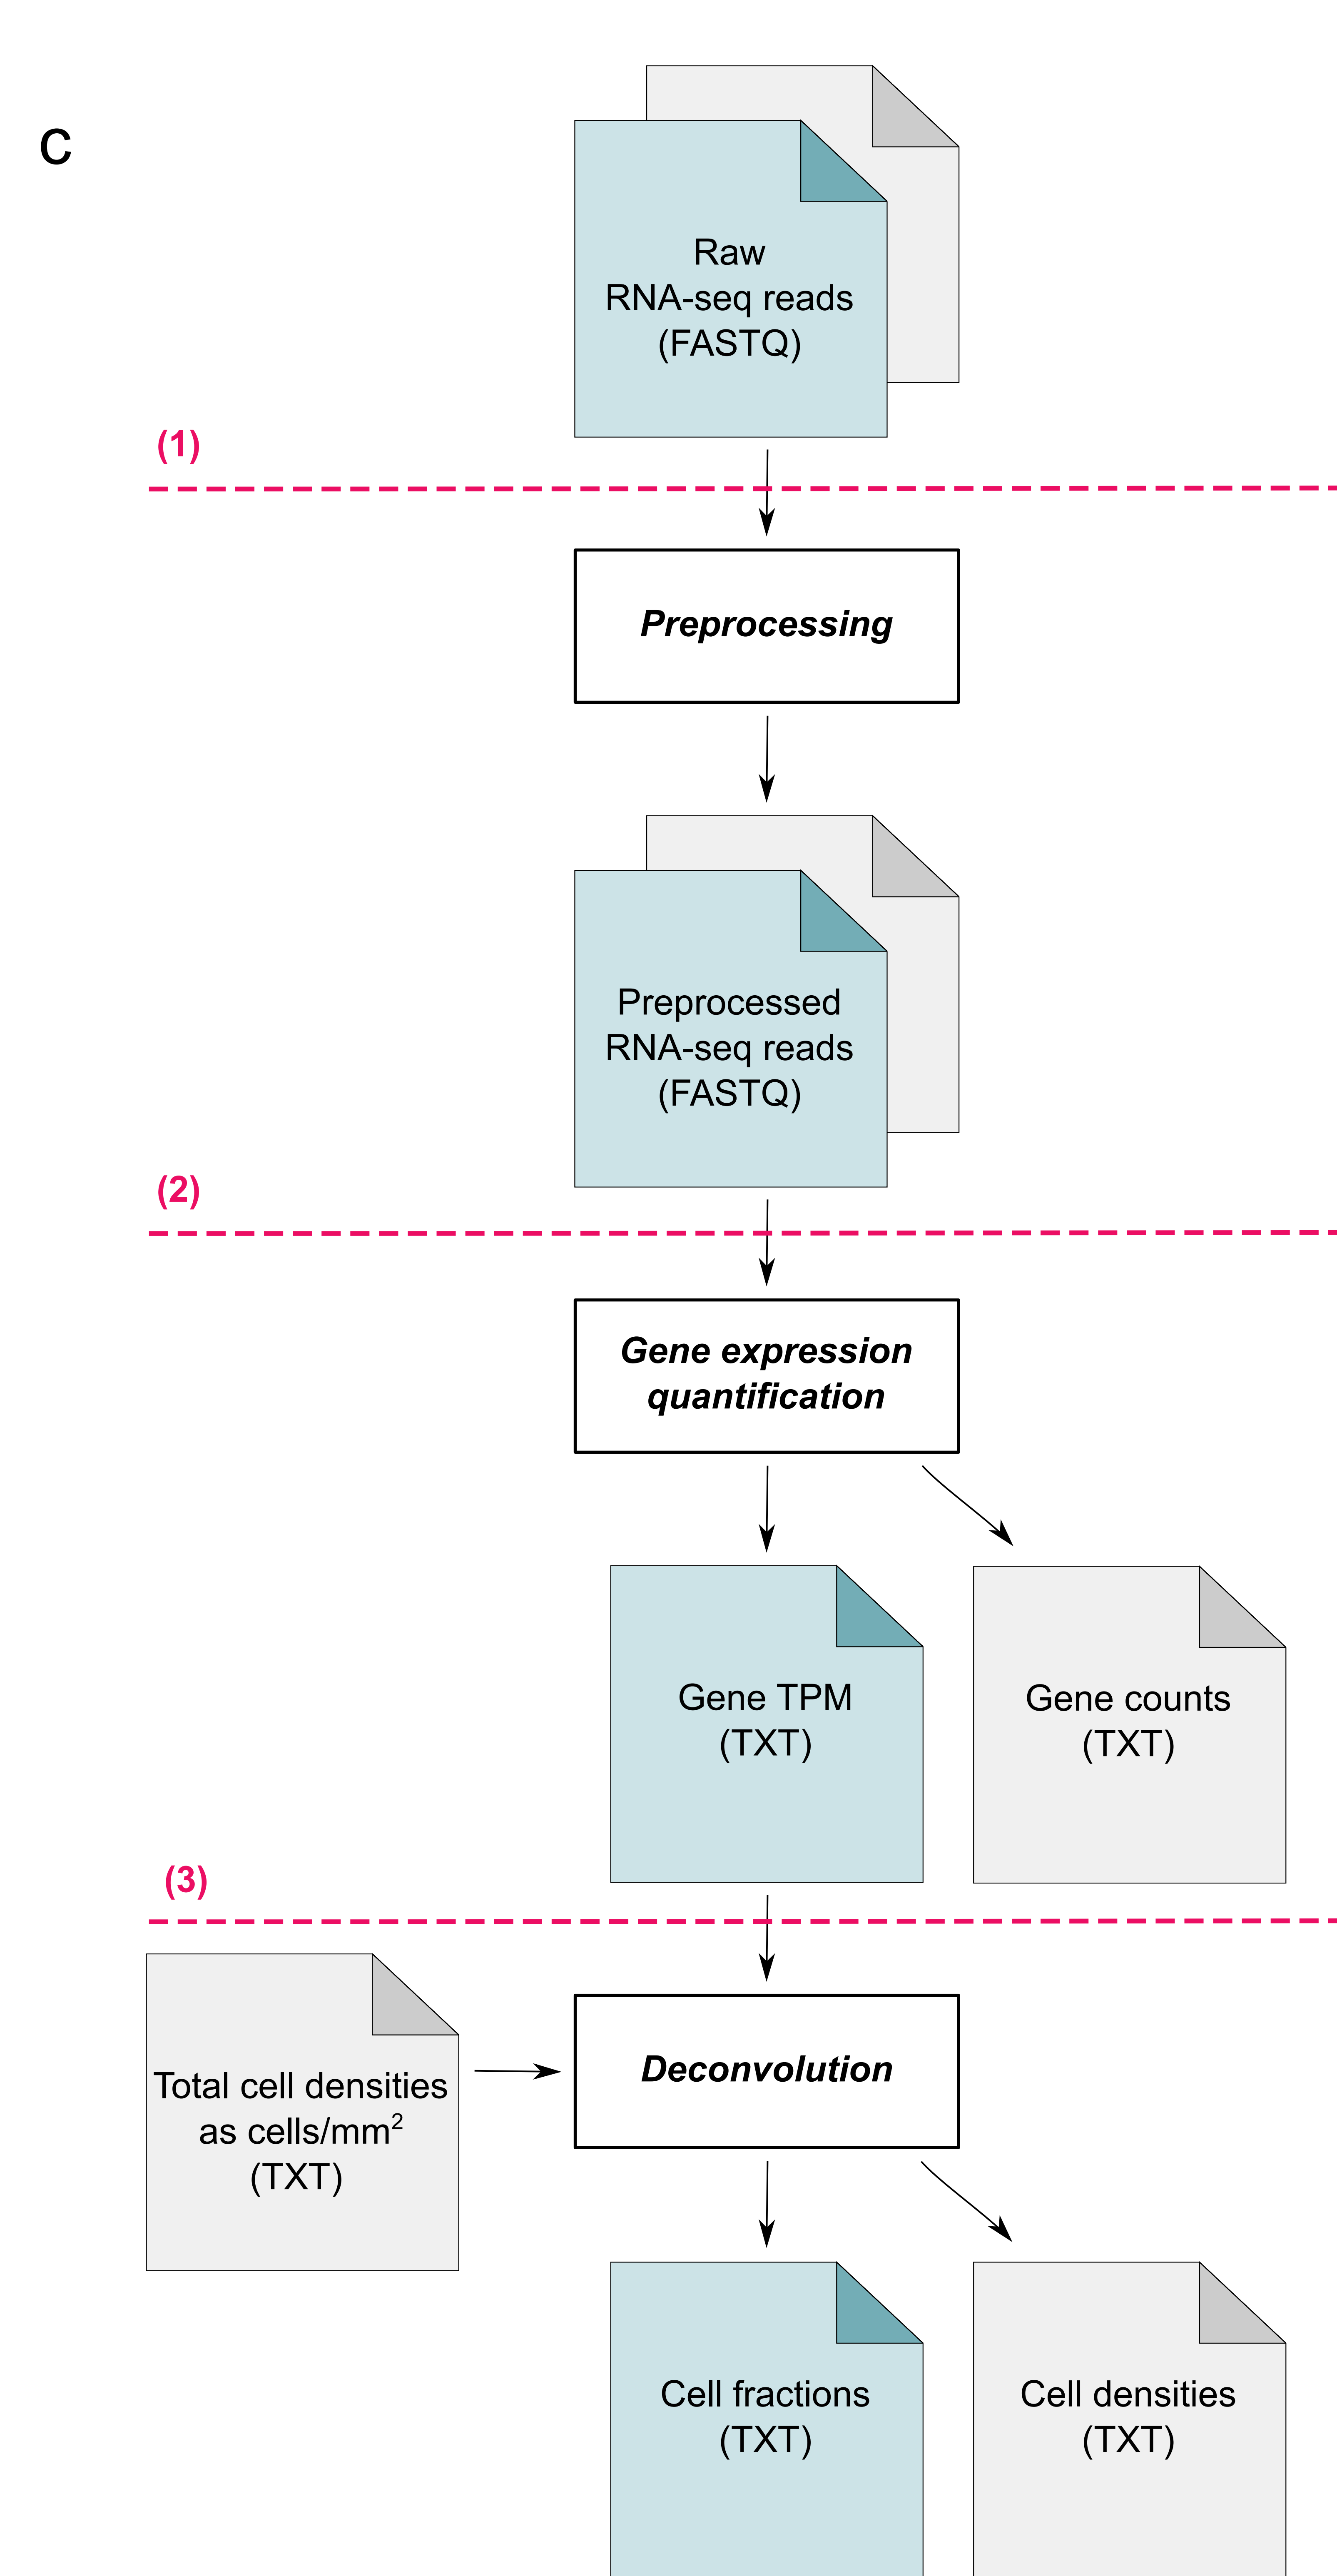 c
Raw
RNA-seq reads
(FASTQ)
(1)
Preprocessing
Preprocessed
RNA-seq reads
(FASTQ)
(2)
Gene expression
quantification
Gene TPM
(TXT)
Gene counts
(TXT)
(3)
Total cell densities
as cells/mm²
(TXT)
Deconvolution
Cell fractions
(TXT)
Cell densities
(TXT)